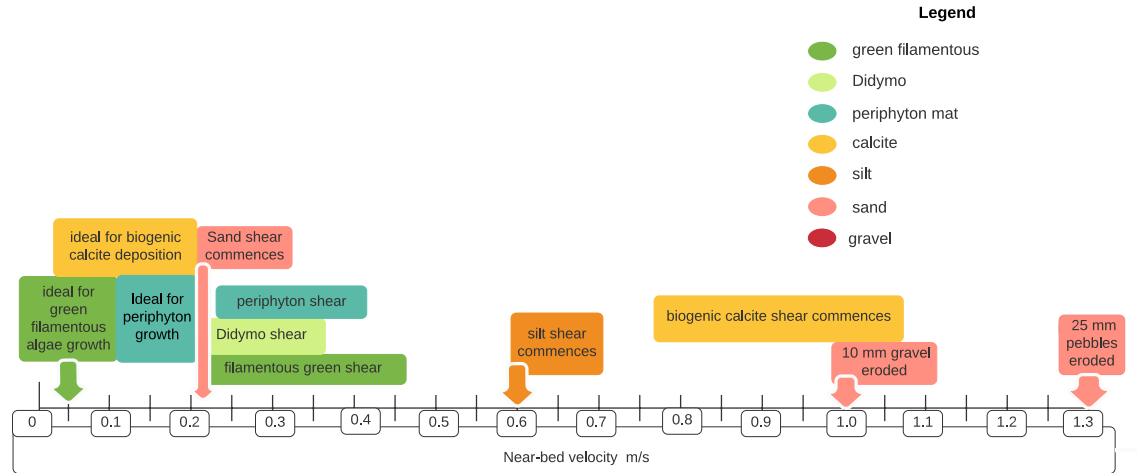 Legend
green filamentous
Didymo
periphyton mat
calcite
silt
sand
gravel
ideal for biogenic
calcite deposition
Sand shear
commences
ideal for
green
filamentous
algae growth
Ideal for
periphyton
growth
periphyton shear
Didymo shear
filamentous green shear
silt shear
commences
biogenic calcite shear commences
10 mm gravel
eroded
25 mm
pebbles
eroded
0 0.1 0.2 0.3 0.4 0.5 0.6 0.7 0.8 0.9 1.0 1.1 1.2 1.3
Near-bed velocity m/s